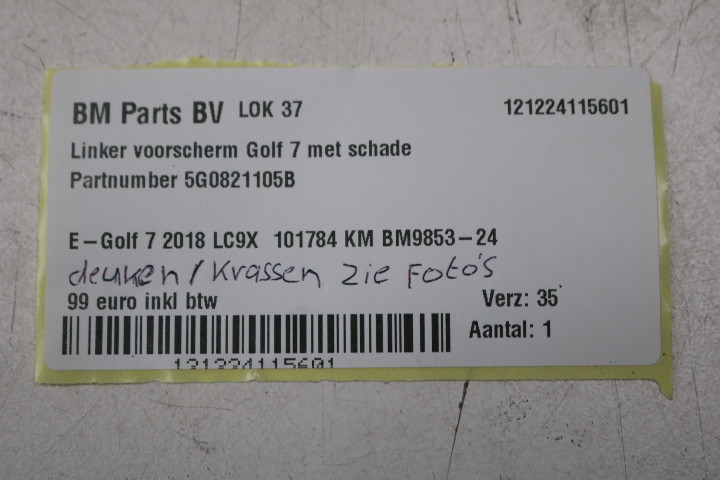 BM Parts BV LOK 37 121224115601
Linker voorscherm Golf 7 met schade
Partnumber 5G0821105B
E-Golf 7 2018 LC9X 101784 KM BM9853-24
deuken/krassen zie Foto's
99 euro inkl btw Verz: 35
Aantal: 1
121224115601